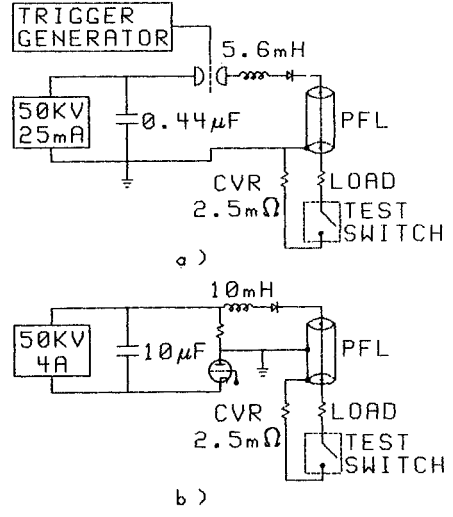 TRIGGER
GENERATOR
5.6mH
50KV
25mA
0.44μF
PFL
CVR
2.5mΩ
LOAD
TEST
SWITCH
a)
10mH
50KV
4A
10μF
PFL
CVR
2.5mΩ
LOAD
TEST
SWITCH
b)